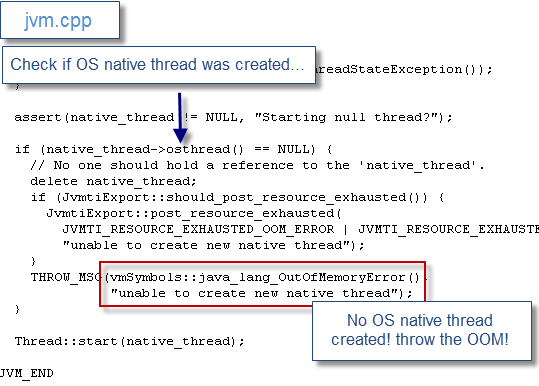 jvm.cpp
Check if OS native thread was created...
readStateException());
}
assert(native_thread != NULL, "Starting null thread?");
if (native_thread->osthread() == NULL) {
// No one should hold a reference to the 'native_thread'.
delete native_thread;
if (JvmtiExport::should_post_resource_exhausted()) {
JvmtiExport::post_resource_exhausted(
JVMTI_RESOURCE_EXHAUSTED_OOM_ERROR | JVMTI_RESOURCE_EXHAUSTE
"unable to create new native thread");
}
THROW_MSG(vmSymbols::java_lang_OutOfMemoryError(),
"unable to create new native thread");
}
No OS native thread
created! throw the OOM!
Thread::start(native_thread);
JVM_END